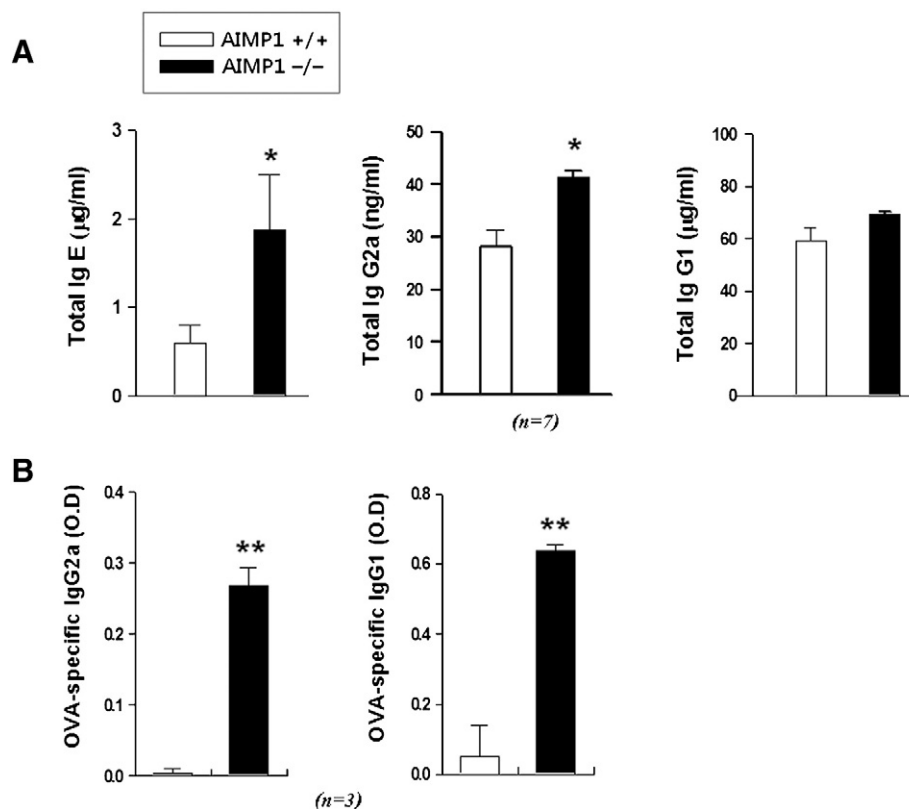 A
AIMP1 +/+
AIMP1 -/-
Total Ig E (μg/ml)
3
2
1
0
*
Total Ig G2a (ng/ml)
50
40
30
20
10
0
*
(n=7)
Total Ig G1 (μg/ml)
100
80
60
40
20
0
B
OVA-specific IgG2a (O.D)
0.4
0.3
0.2
0.1
0.0
**
(n=3)
OVA-specific IgG1 (O.D)
0.8
0.6
0.4
0.2
0.0
**